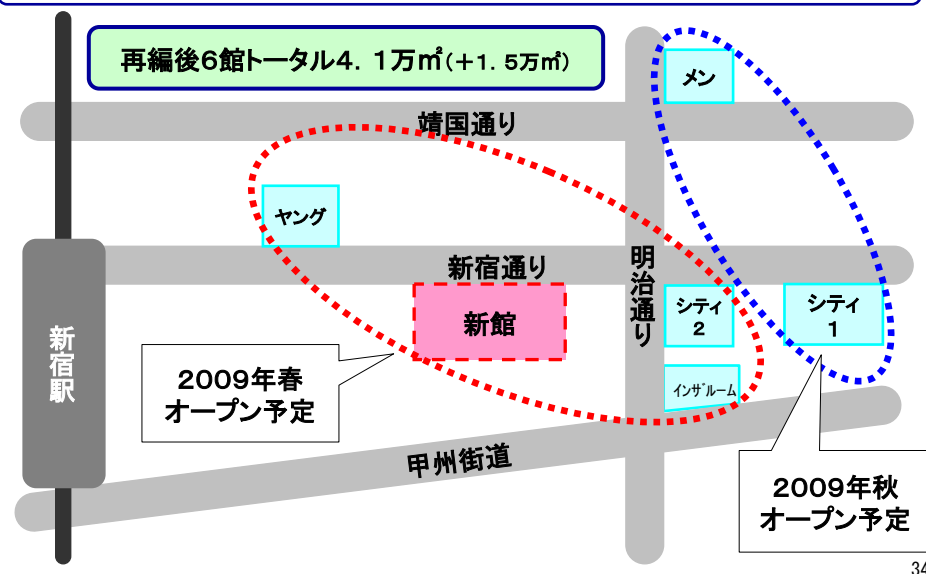 再編後6館トータル4．1万㎡(＋1．5万㎡)
メン
靖国通り
ヤング
新宿通り
明治通り
新館
シティ
2
シティ
1
新宿駅
2009年春
オープン予定
インザルーム
甲州街道
2009年秋
オープン予定
34